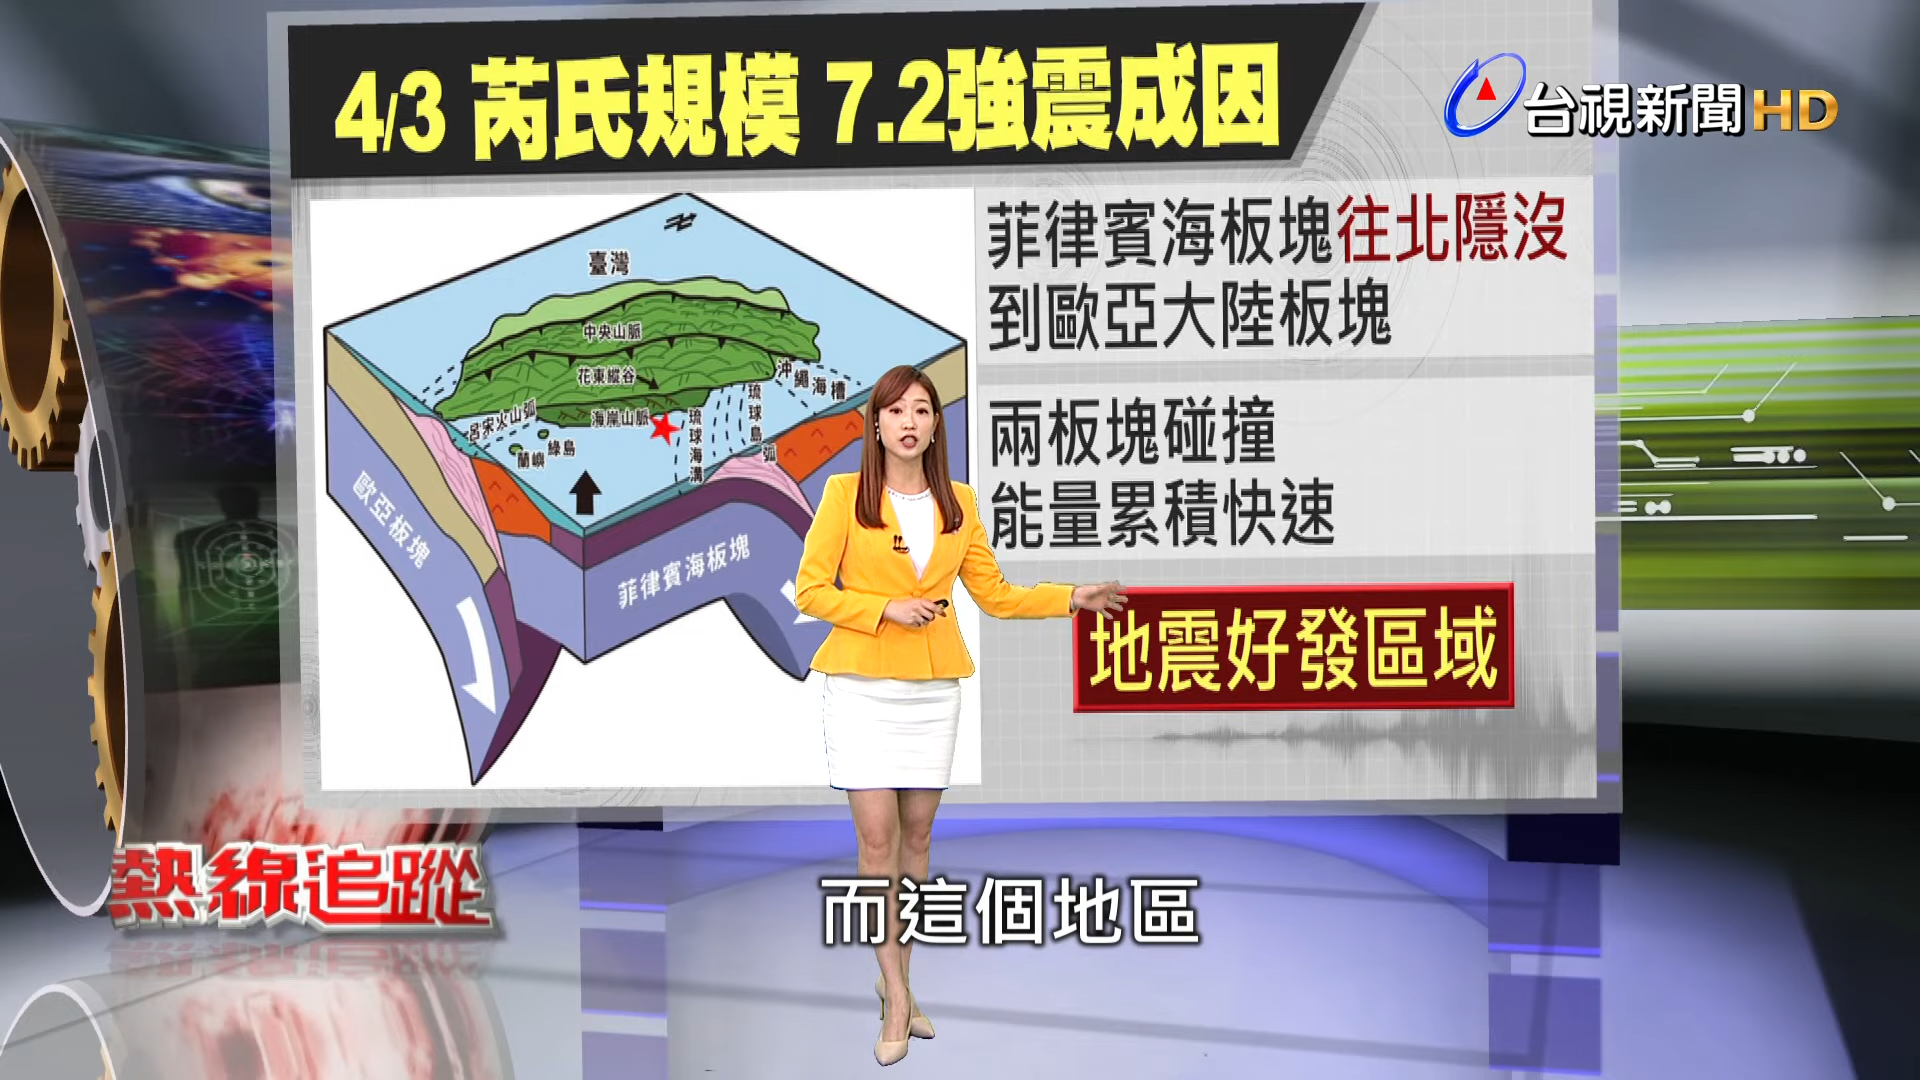 4/3 芮氏規模 7.2強震成因
台視新聞HD
菲律賓海板塊往北隱沒
到歐亞大陸板塊
兩板塊碰撞
能量累積快速
地震好發區域
臺灣
中央山脈
花東縱谷
海岸山脈
沖繩海槽
琉球島弧
琉球海溝
呂宋火山弧
綠島
蘭嶼
歐亞板塊
菲律賓海板塊
熱線追蹤
而這個地區